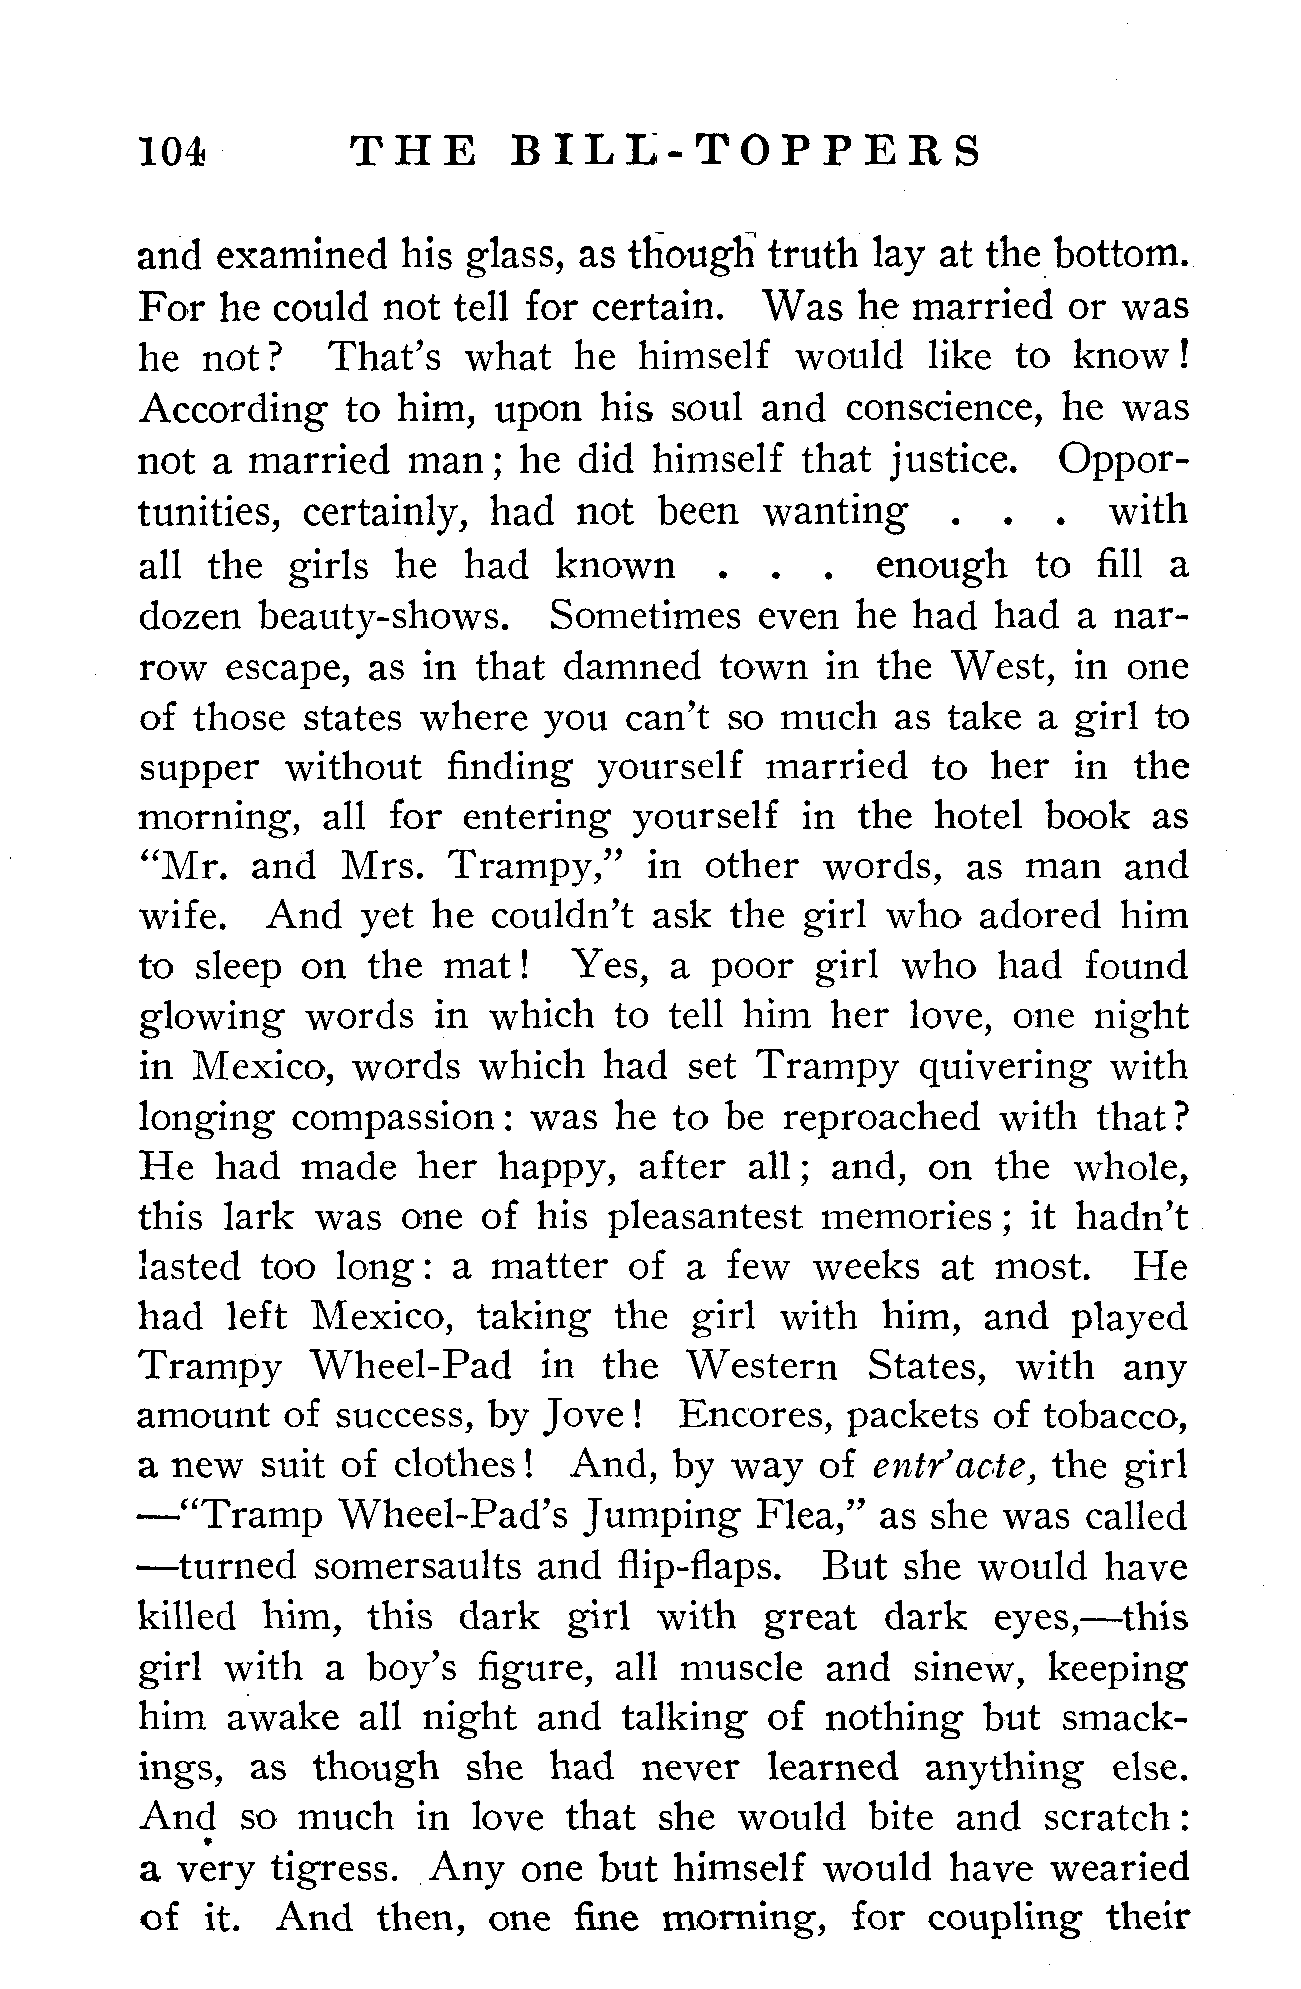 104 THE BILL-TOPPERS
and examined his glass, as though truth lay at the bottom.
For he could not tell for certain. Was he married or was
he not? That's what he himself would like to know!
According to him, upon his soul and conscience, he was
not a married man; he did himself that justice. Oppor-
tunities, certainly, had not been wanting . . . with
all the girls he had known . . . enough to fill a
dozen beauty-shows. Sometimes even he had had a nar-
row escape, as in that damned town in the West, in one
of those states where you can't so much as take a girl to
supper without finding yourself married to her in the
morning, all for entering yourself in the hotel book as
"Mr. and Mrs. Trampy," in other words, as man and
wife. And yet he couldn't ask the girl who adored him
to sleep on the mat! Yes, a poor girl who had found
glowing words in which to tell him her love, one night
in Mexico, words which had set Trampy quivering with
longing compassion: was he to be reproached with that?
He had made her happy, after all; and, on the whole,
this lark was one of his pleasantest memories; it hadn't
lasted too long: a matter of a few weeks at most. He
had left Mexico, taking the girl with him, and played
Trampy Wheel-Pad in the Western States, with any
amount of success, by Jove! Encores, packets of tobacco,
a new suit of clothes! And, by way of entr'acte, the girl
—"Tramp Wheel-Pad's Jumping Flea," as she was called
—turned somersaults and flip-flaps. But she would have
killed him, this dark girl with great dark eyes,—this
girl with a boy's figure, all muscle and sinew, keeping
him awake all night and talking of nothing but smack-
ings, as though she had never learned anything else.
And so much in love that she would bite and scratch:
a very tigress. Any one but himself would have wearied
of it. And then, one fine morning, for coupling their